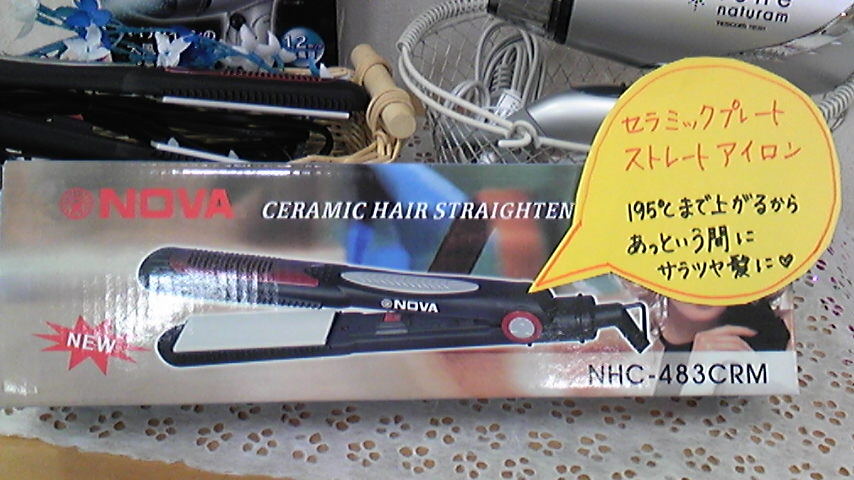 naturam
セラミックプレート
ストレートアイロン
195℃まで上がるから
あっという間に
サラツヤ髪に♡
NOVA
CERAMIC HAIR STRAIGHTEN
NOVA
NEW
NHC-483CRM